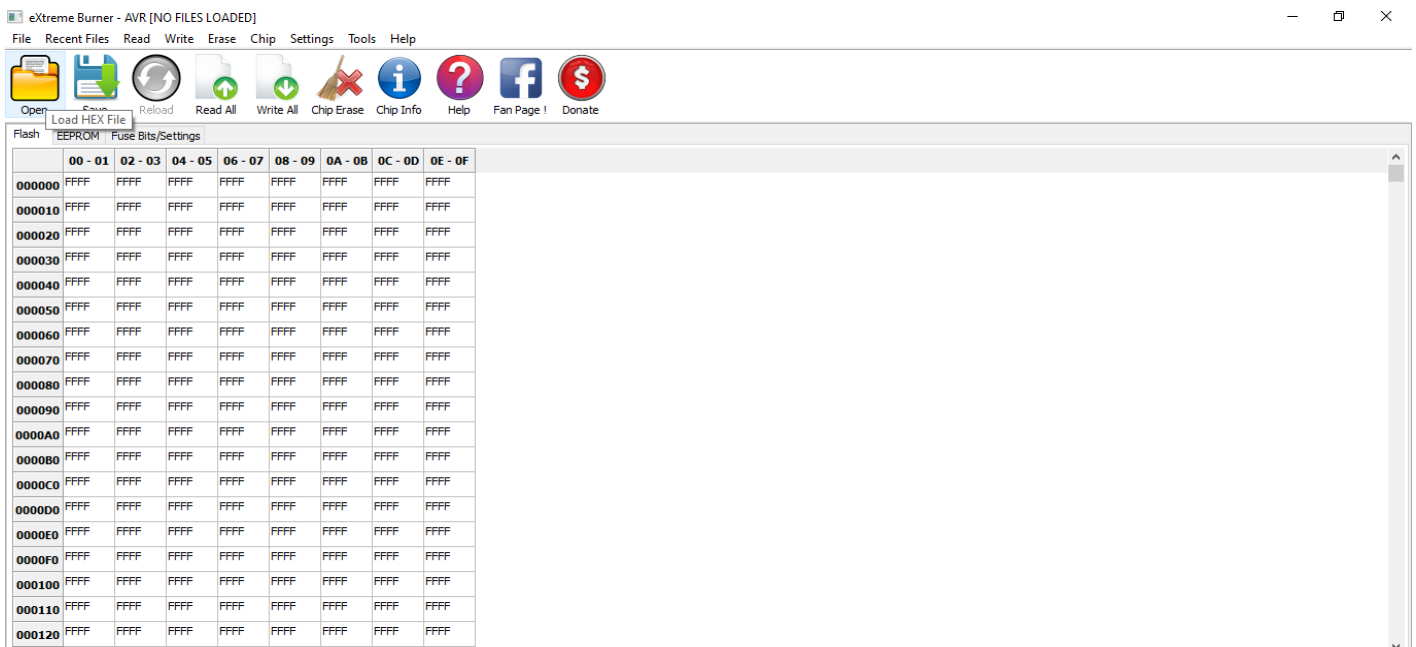 eXtreme Burner - AVR [NO FILES LOADED]
File Recent Files Read Write Erase Chip Settings Tools Help
Open Save Reload Read All Write All Chip Erase Chip Info Help Fan Page ! Donate
Load HEX File
Flash EEPROM Fuse Bits/Settings
00 - 01 02 - 03 04 - 05 06 - 07 08 - 09 0A - 0B 0C - 0D 0E - 0F
000000 FFFF FFFF FFFF FFFF FFFF FFFF FFFF FFFF
000010 FFFF FFFF FFFF FFFF FFFF FFFF FFFF FFFF
000020 FFFF FFFF FFFF FFFF FFFF FFFF FFFF FFFF
000030 FFFF FFFF FFFF FFFF FFFF FFFF FFFF FFFF
000040 FFFF FFFF FFFF FFFF FFFF FFFF FFFF FFFF
000050 FFFF FFFF FFFF FFFF FFFF FFFF FFFF FFFF
000060 FFFF FFFF FFFF FFFF FFFF FFFF FFFF FFFF
000070 FFFF FFFF FFFF FFFF FFFF FFFF FFFF FFFF
000080 FFFF FFFF FFFF FFFF FFFF FFFF FFFF FFFF
000090 FFFF FFFF FFFF FFFF FFFF FFFF FFFF FFFF
0000A0 FFFF FFFF FFFF FFFF FFFF FFFF FFFF FFFF
0000B0 FFFF FFFF FFFF FFFF FFFF FFFF FFFF FFFF
0000C0 FFFF FFFF FFFF FFFF FFFF FFFF FFFF FFFF
0000D0 FFFF FFFF FFFF FFFF FFFF FFFF FFFF FFFF
0000E0 FFFF FFFF FFFF FFFF FFFF FFFF FFFF FFFF
0000F0 FFFF FFFF FFFF FFFF FFFF FFFF FFFF FFFF
000100 FFFF FFFF FFFF FFFF FFFF FFFF FFFF FFFF
000110 FFFF FFFF FFFF FFFF FFFF FFFF FFFF FFFF
000120 FFFF FFFF FFFF FFFF FFFF FFFF FFFF FFFF